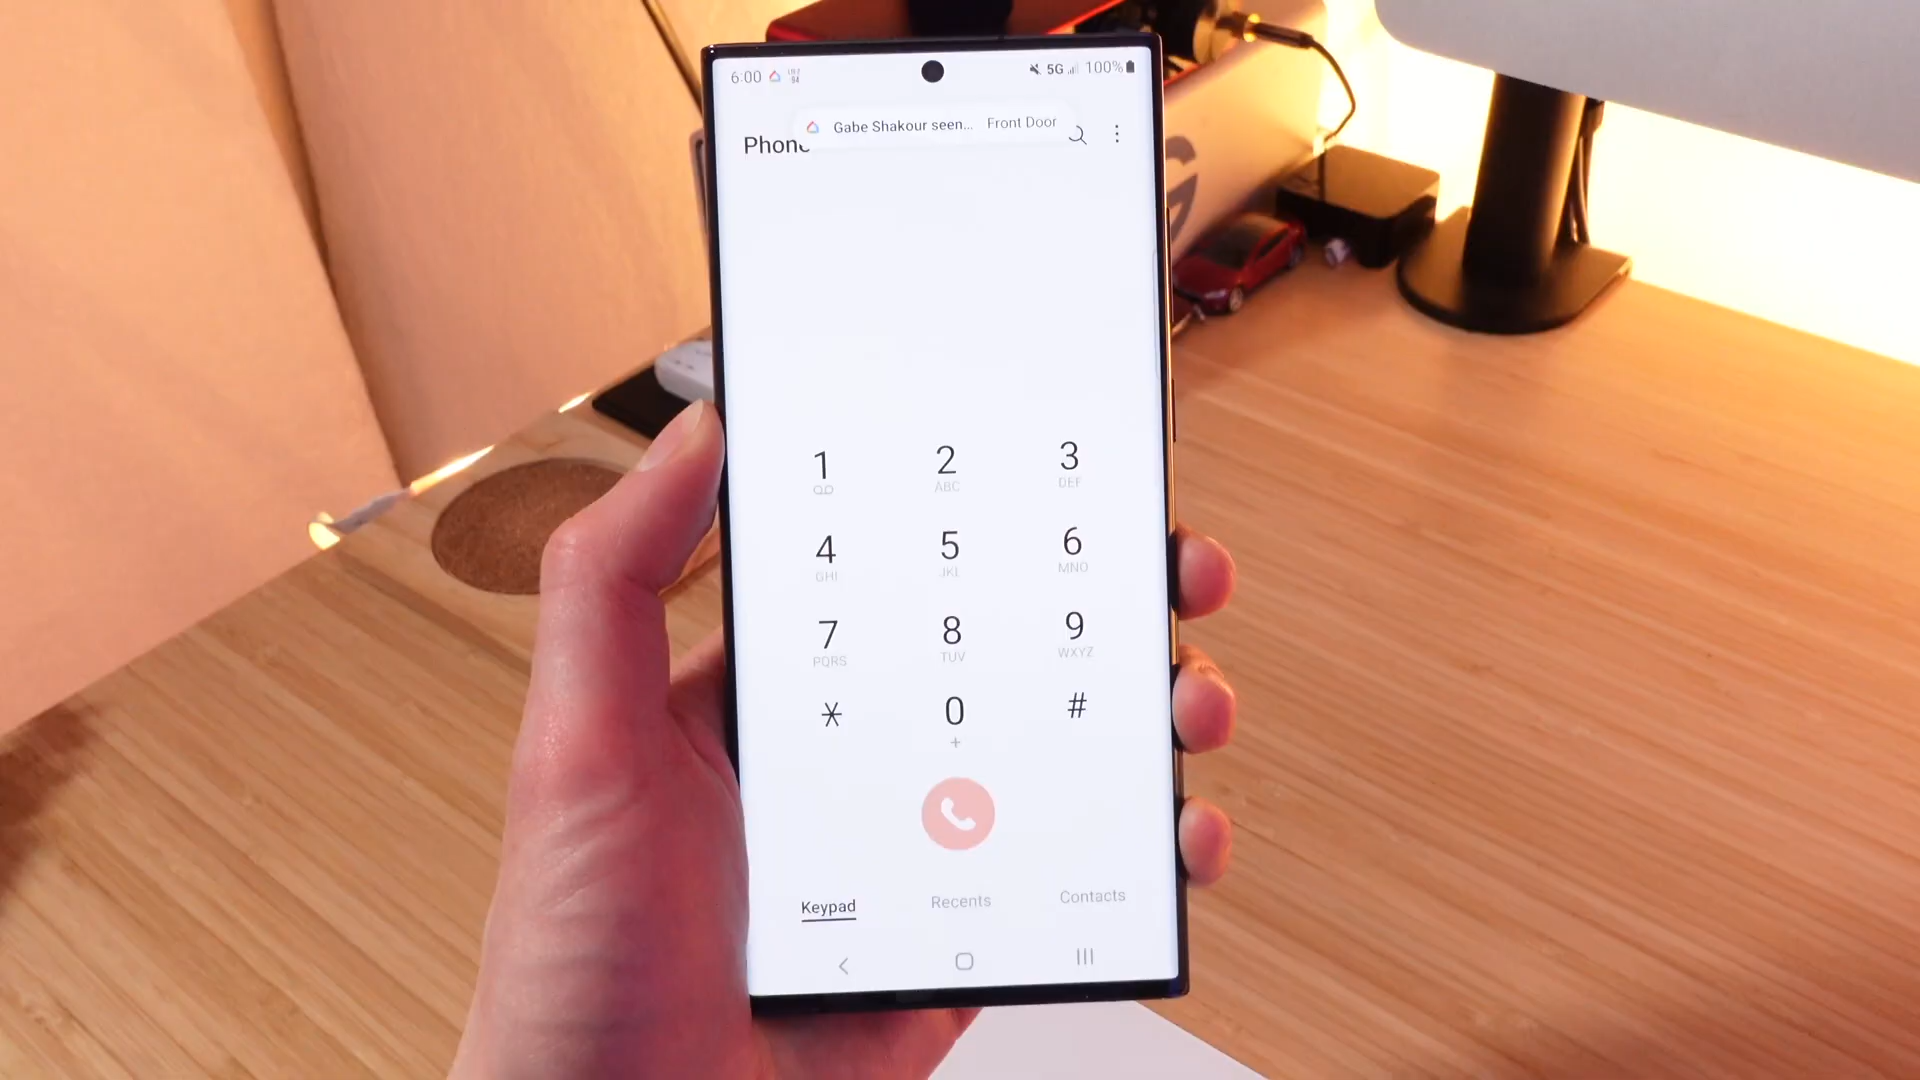 6:00
5G 100%
Gabe Shakour seen... Front Door
Phone
1 2 3
ABC DEF
4 5 6
GHI JKL MNO
7 8 9
PQRS TUV WXYZ
* 0 #
+
Keypad Recents Contacts